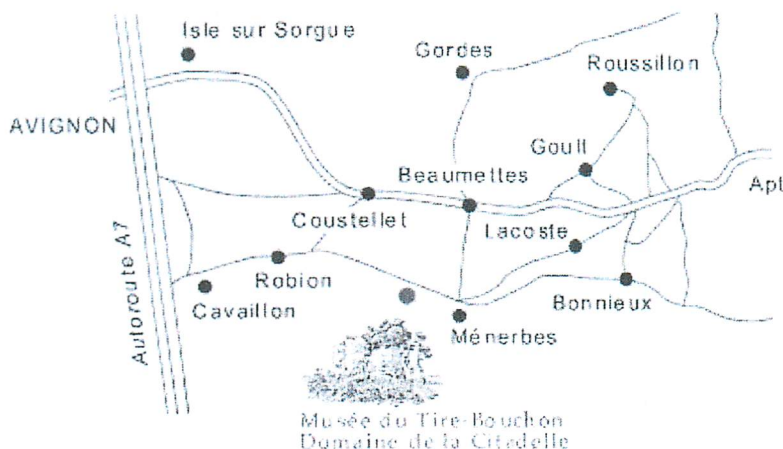 Isle sur Sorgue
Gordes
Roussillon
AVIGNON
Goult
Beaumettes
Apt
Coustellet
Lacoste
Autoroute A7
Robion
Cavaillon
Bonnieux
Ménerbes
Musée du Tire-Bouchon
Domaine de la Citadelle